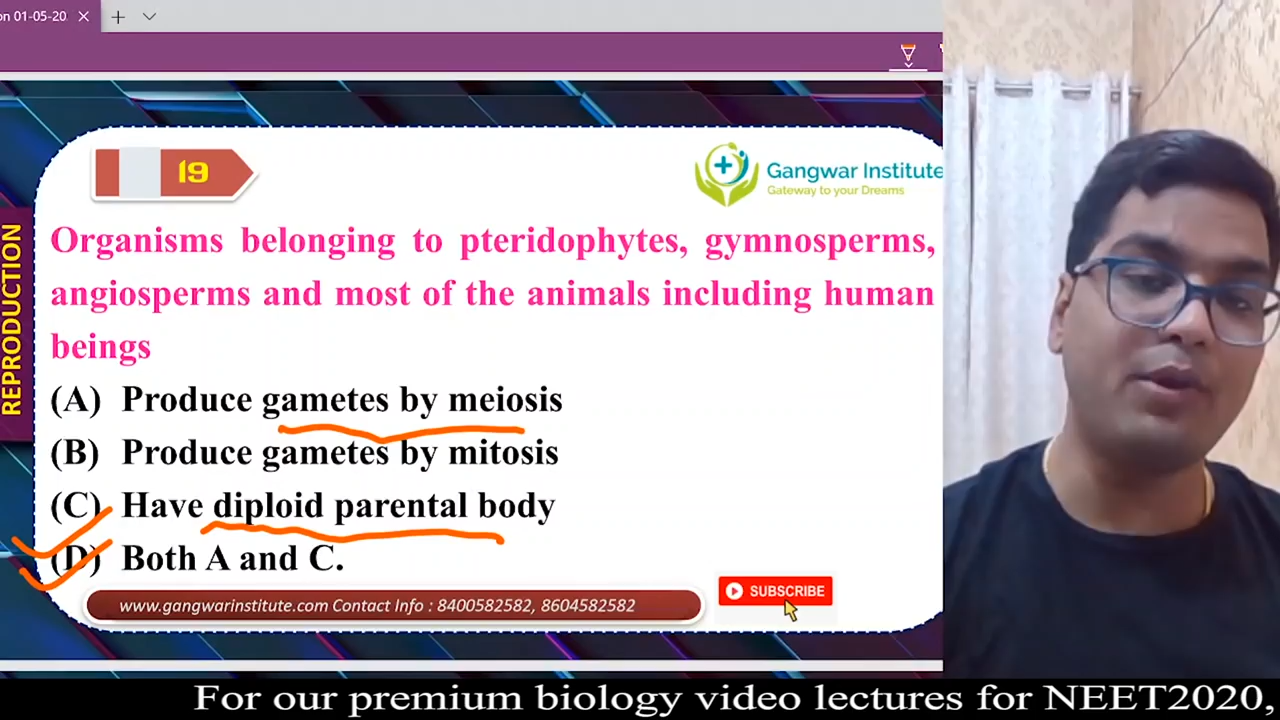 on 01-05-20
19
Gangwar Institute
Gateway to your Dreams
REPRODUCTION
Organisms belonging to pteridophytes, gymnosperms,
angiosperms and most of the animals including human
beings
(A) Produce gametes by meiosis
(B) Produce gametes by mitosis
(C) Have diploid parental body
(D) Both A and C.
www.gangwarinstitute.com Contact Info : 8400582582, 8604582582
SUBSCRIBE
For our premium biology video lectures for NEET2020,